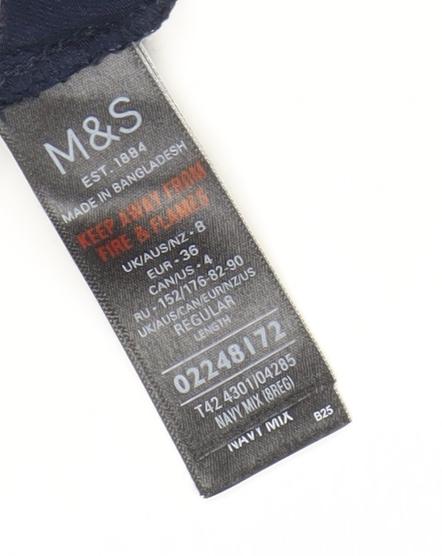 M&S
EST. 1884
MADE IN BANGLADESH
KEEP AWAY FROM
FIRE & FLAMES
UK/AUS/NZ - 8
EUR - 36
CAN/US - 4
RU - 152/176-82-90
UK/AUS/CAN/EUR/NZ/US
REGULAR
LENGTH
02248172
T42 4301/04285
NAVY MIX (8REG)
NAVY MIX B25